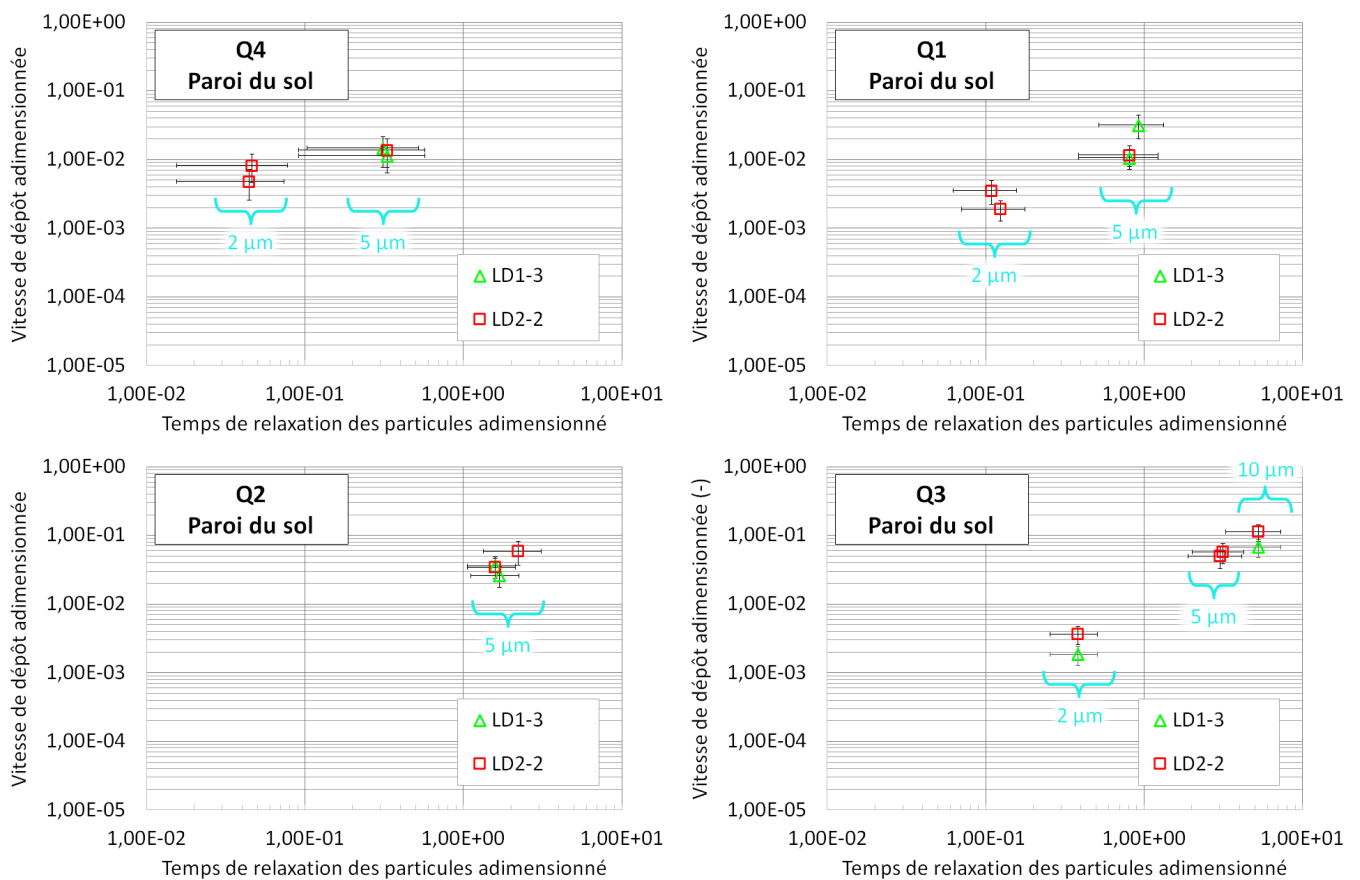 Q4
Paroi du sol
Vitesse de dépôt adimensionnée
1,00E+00
1,00E-01
1,00E-02
1,00E-03
1,00E-04
1,00E-05
2 µm
5 µm
LD1-3
LD2-2
1,00E-02
1,00E-01
1,00E+00
1,00E+01
Temps de relaxation des particules adimensionné
Q1
Paroi du sol
Vitesse de dépôt adimensionnée
1,00E+00
1,00E-01
1,00E-02
1,00E-03
1,00E-04
1,00E-05
5 µm
2 µm
LD1-3
LD2-2
1,00E-02
1,00E-01
1,00E+00
1,00E+01
Temps de relaxation des particules adimensionné
Q2
Paroi du sol
Vitesse de dépôt adimensionnée
1,00E+00
1,00E-01
1,00E-02
1,00E-03
1,00E-04
1,00E-05
5 µm
LD1-3
LD2-2
1,00E-02
1,00E-01
1,00E+00
1,00E+01
Temps de relaxation des particules adimensionné
Q3
Paroi du sol
Vitesse de dépôt adimensionnée (-)
1,00E+00
1,00E-01
1,00E-02
1,00E-03
1,00E-04
1,00E-05
10 µm
5 µm
2 µm
LD1-3
LD2-2
1,00E-02
1,00E-01
1,00E+00
1,00E+01
Temps de relaxation des particules adimensionné